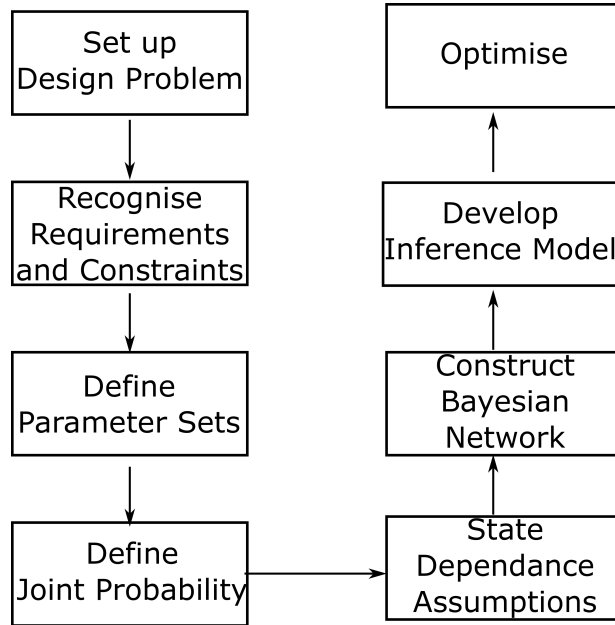 Set up
Design Problem
Recognise
Requirements
and Constraints
Define
Parameter Sets
Define
Joint Probability
State
Dependance
Assumptions
Construct
Bayesian
Network
Develop
Inference Model
Optimise